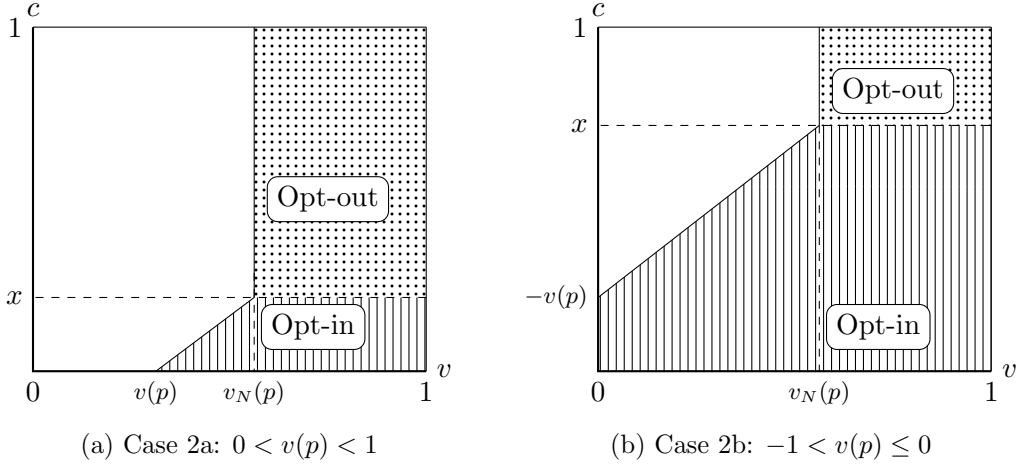 c
1
Opt-out
x
Opt-in
v
0
v(p)
v_N(p)
1
(a) Case 2a: 0 < v(p) < 1
c
1
Opt-out
x
−v(p)
Opt-in
v
0
v_N(p)
1
(b) Case 2b: −1 < v(p) ≤ 0